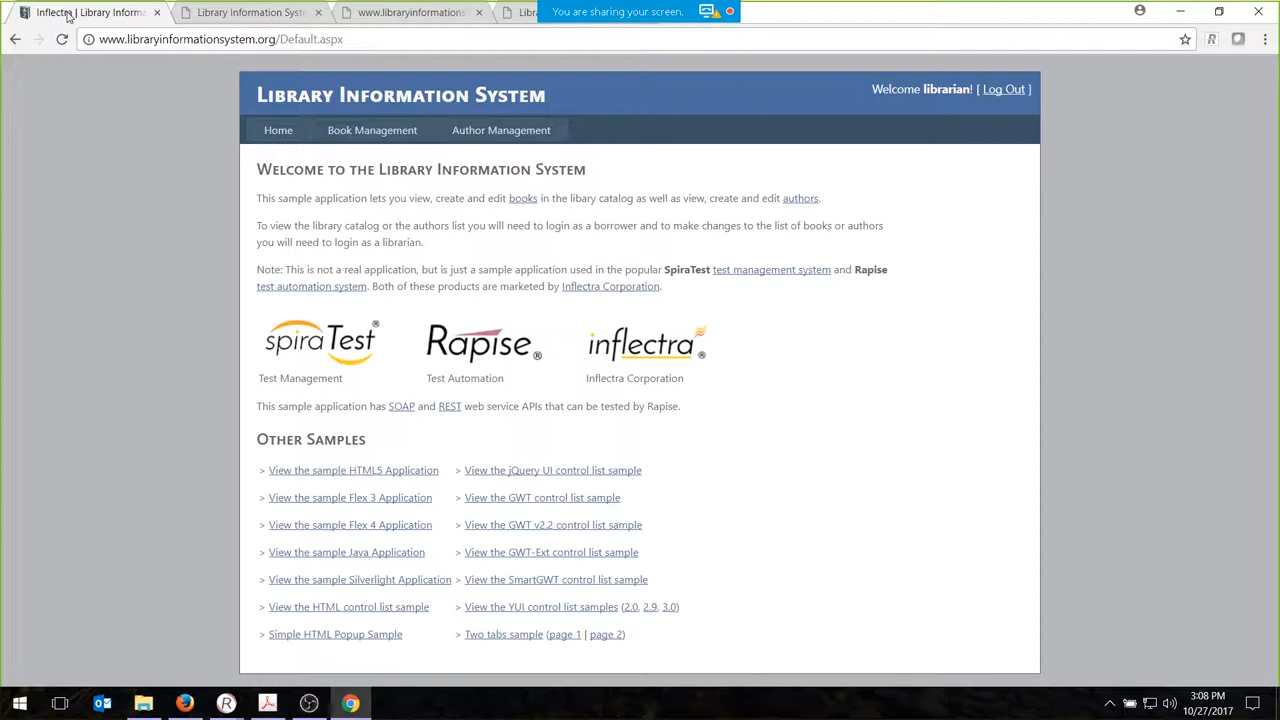 Inflectra | Library Informa
Library Information Syste
www.libraryinformations
Lib
You are sharing your screen.
www.libraryinformationsystem.org/Default.aspx
LIBRARY INFORMATION SYSTEM
Welcome librarian! [ Log Out ]
Home
Book Management
Author Management
WELCOME TO THE LIBRARY INFORMATION SYSTEM
This sample application lets you view, create and edit books in the libary catalog as well as view, create and edit authors.
To view the library catalog or the authors list you will need to login as a borrower and to make changes to the list of books or authors
you will need to login as a librarian.
Note: This is not a real application, but is just a sample application used in the popular SpiraTest test management system and Rapise
test automation system. Both of these products are marketed by Inflectra Corporation.
spiraTest®
Rapise®
inflectra®
Test Management
Test Automation
Inflectra Corporation
This sample application has SOAP and REST web service APIs that can be tested by Rapise.
OTHER SAMPLES
> View the sample HTML5 Application
> View the jQuery UI control list sample
> View the sample Flex 3 Application
> View the GWT control list sample
> View the sample Flex 4 Application
> View the GWT v2.2 control list sample
> View the sample Java Application
> View the GWT-Ext control list sample
> View the sample Silverlight Application
> View the SmartGWT control list sample
> View the HTML control list sample
> View the YUI control list samples (2.0, 2.9, 3.0)
> Simple HTML Popup Sample
> Two tabs sample (page 1 | page 2)
3:08 PM
10/27/2017